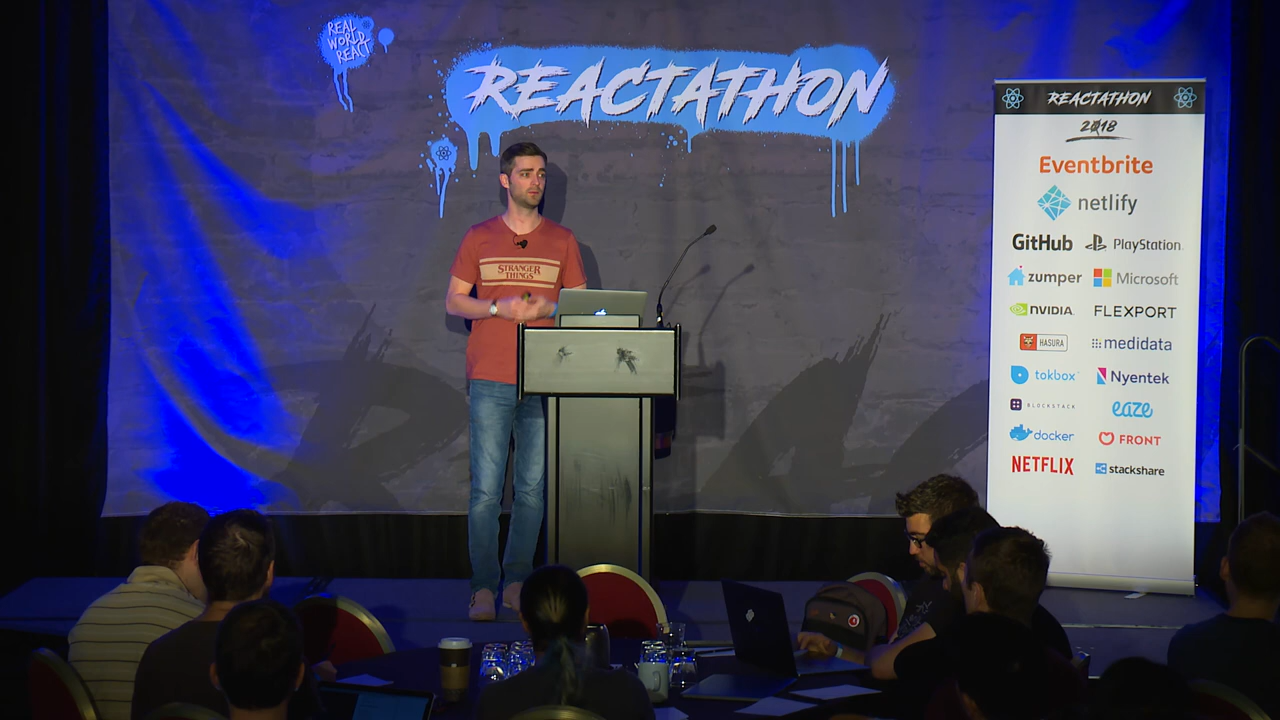 REAL
WORLD
REACT
REACTATHON
STRANGER
THINGS
REACTATHON
2018
Eventbrite
netlify
GitHub PlayStation.
zumper Microsoft
NVIDIA. FLEXPORT
HASURA medidata
tokbox Nyentek
BLOCKSTACK eaze
docker FRONT
NETFLIX stackshare